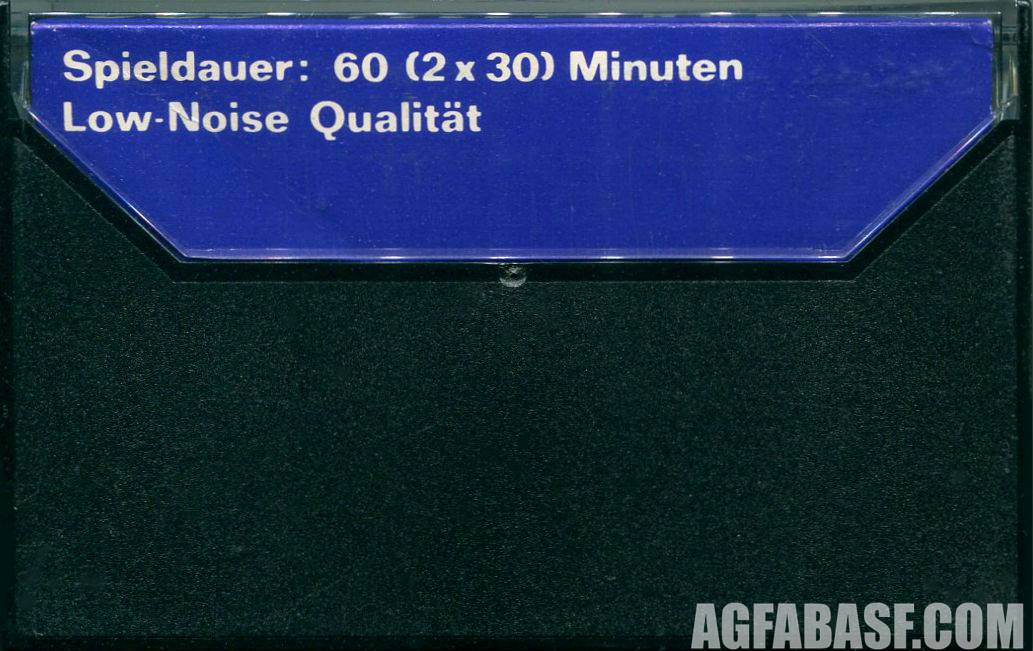 Spieldauer: 60 (2 x 30) Minuten
Low-Noise Qualität
AGFABASF.COM